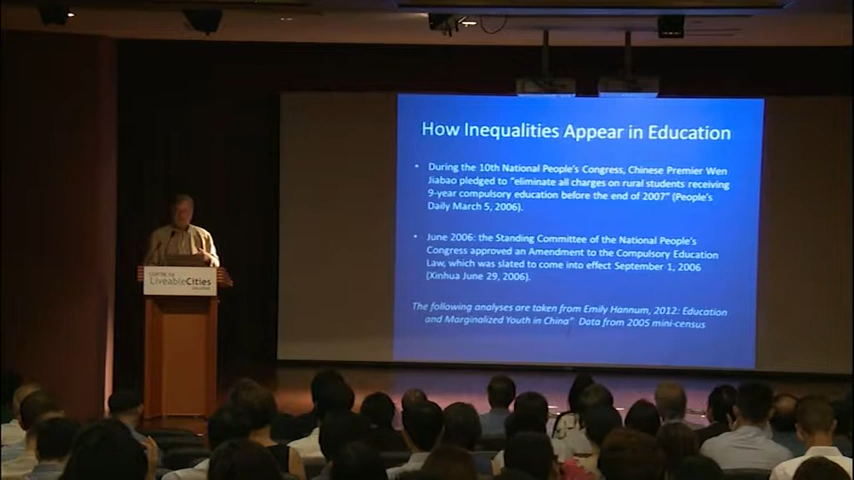 How Inequalities Appear in Education
• During the 10th National People's Congress, Chinese Premier Wen
Jiabao pledged to "eliminate all charges on rural students receiving
9-year compulsory education before the end of 2007" (People's
Daily March 5, 2006).
• June 2006: the Standing Committee of the National People's
Congress approved an Amendment to the Compulsory Education
Law, which was slated to come into effect September 1, 2006
(Xinhua June 29, 2006).
The following analyses are taken from Emily Hannum, 2012: Education
and Marginalized Youth in China" Data from 2005 mini-census
CENTRE for
LiveableCities